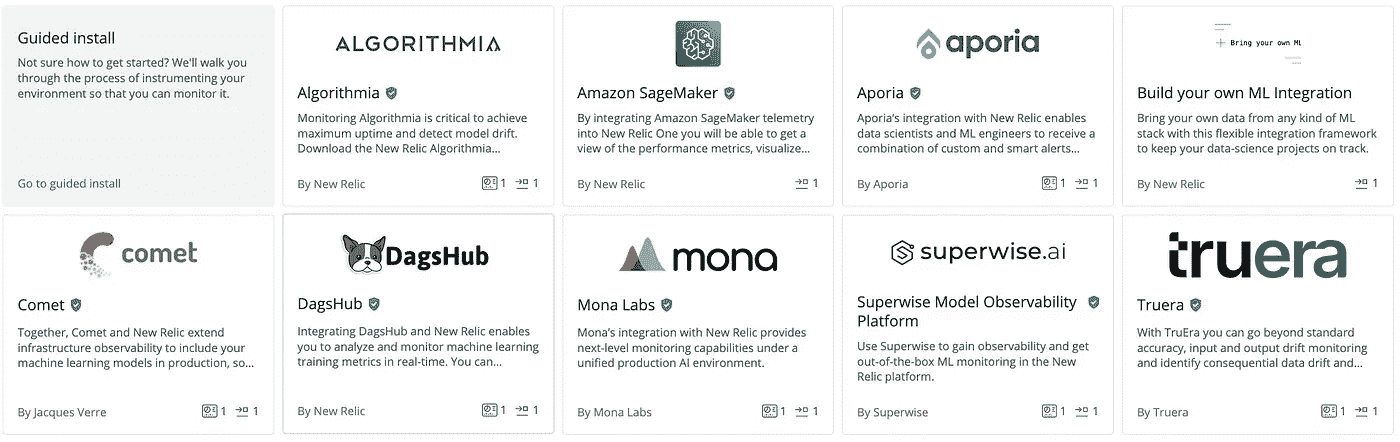 Guided install
Not sure how to get started? We'll walk you
through the process of instrumenting your
environment so that you can monitor it.
Go to guided install
ALGORITHMIA
Algorithmia
Monitoring Algorithmia is critical to achieve
maximum uptime and detect model drift.
Download the New Relic Algorithmia...
By New Relic
1 1
Amazon SageMaker
By integrating Amazon SageMaker telemetry
into New Relic One you will be able to get a
view of the performance metrics, visualize...
By New Relic
1
aporia
Aporia
Aporia's integration with New Relic enables
data scientists and ML engineers to receive a
combination of custom and smart alerts...
By Aporia
1 1
Bring your own ML
Build your own ML Integration
Bring your own data from any kind of ML
stack with this flexible integration framework
to keep your data-science projects on track.
By New Relic
1
comet
Comet
Together, Comet and New Relic extend
infrastructure observability to include your
machine learning models in production, so...
By Jacques Verre
1 1
DagsHub
DagsHub
Integrating DagsHub and New Relic enables
you to analyze and monitor machine learning
training metrics in real-time. You can...
By New Relic
1 1
mona
Mona Labs
Mona's integration with New Relic provides
next-level monitoring capabilities under a
unified production AI environment.
By Mona Labs
1 1
superwise.ai
Superwise Model Observability
Platform
Use Superwise to gain observability and get
out-of-the-box ML monitoring in the New
Relic platform.
By Superwise
1 1
truera
Truera
With TruEra you can go beyond standard
accuracy, input and output drift monitoring
and identify consequential data drift and...
By Truera
1 1